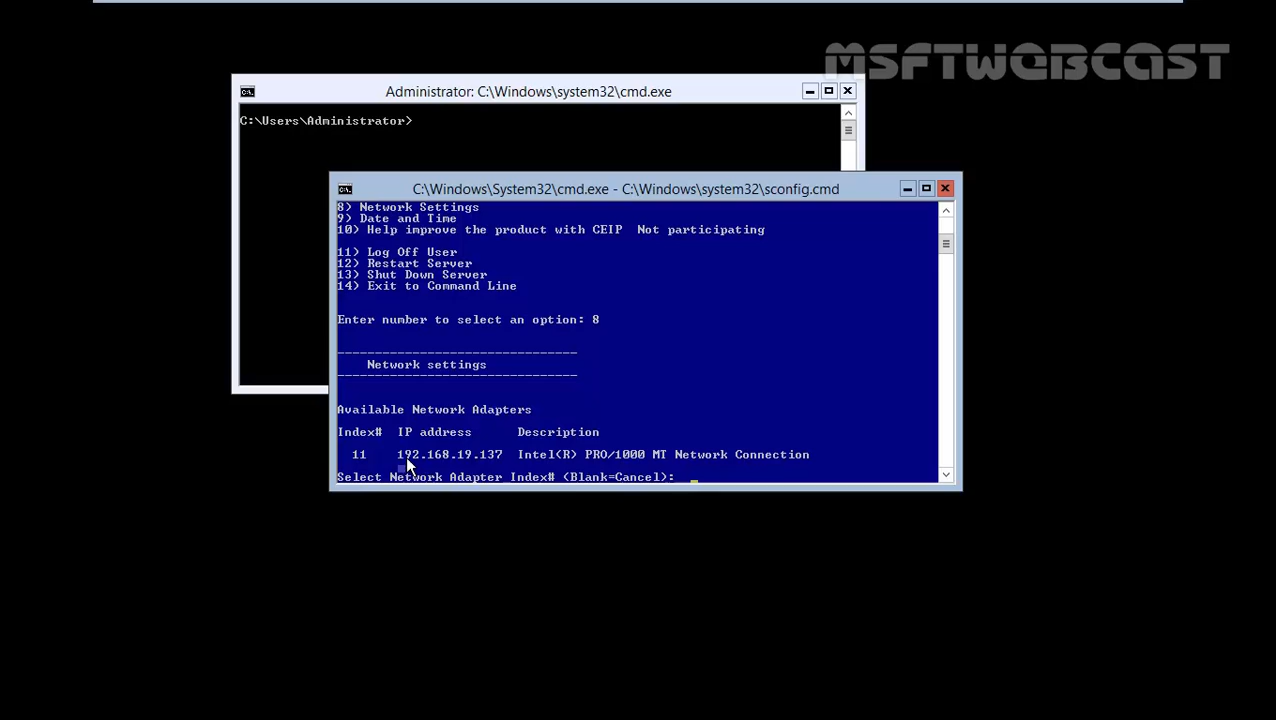 MSFTWEBCAST
Administrator: C:\Windows\system32\cmd.exe
C:\Users\Administrator>
C:\Windows\System32\cmd.exe - C:\Windows\system32\sconfig.cmd
8) Network Settings
9) Date and Time
10) Help improve the product with CEIP  Not participating
11) Log Off User
12) Restart Server
13) Shut Down Server
14) Exit to Command Line
Enter number to select an option: 8
Network settings
Available Network Adapters
Index#  IP address  Description
11  192.168.19.137  Intel(R) PRO/1000 MT Network Connection
Select Network Adapter Index# (Blank=Cancel):